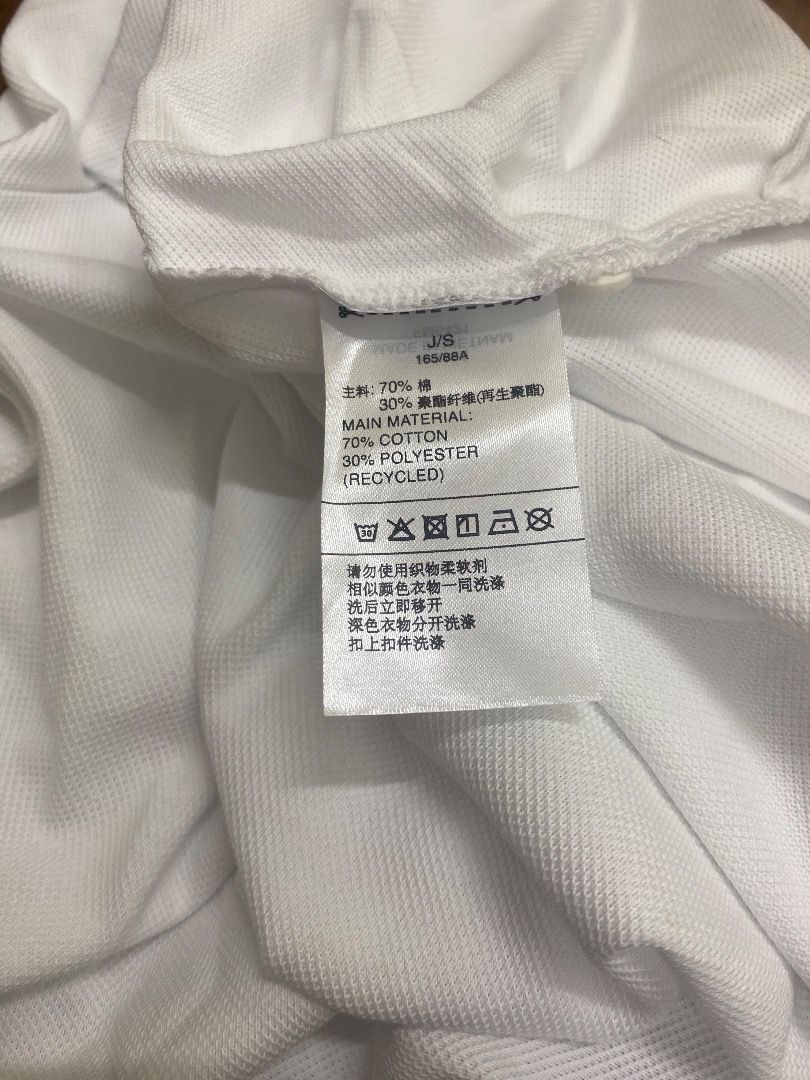 J/S
165/88A
主料: 70% 棉
30% 聚酯纤维(再生聚酯)
MAIN MATERIAL:
70% COTTON
30% POLYESTER
(RECYCLED)
30
请勿使用织物柔软剂
相似颜色衣物一同洗涤
洗后立即移开
深色衣物分开洗涤
扣上扣件洗涤